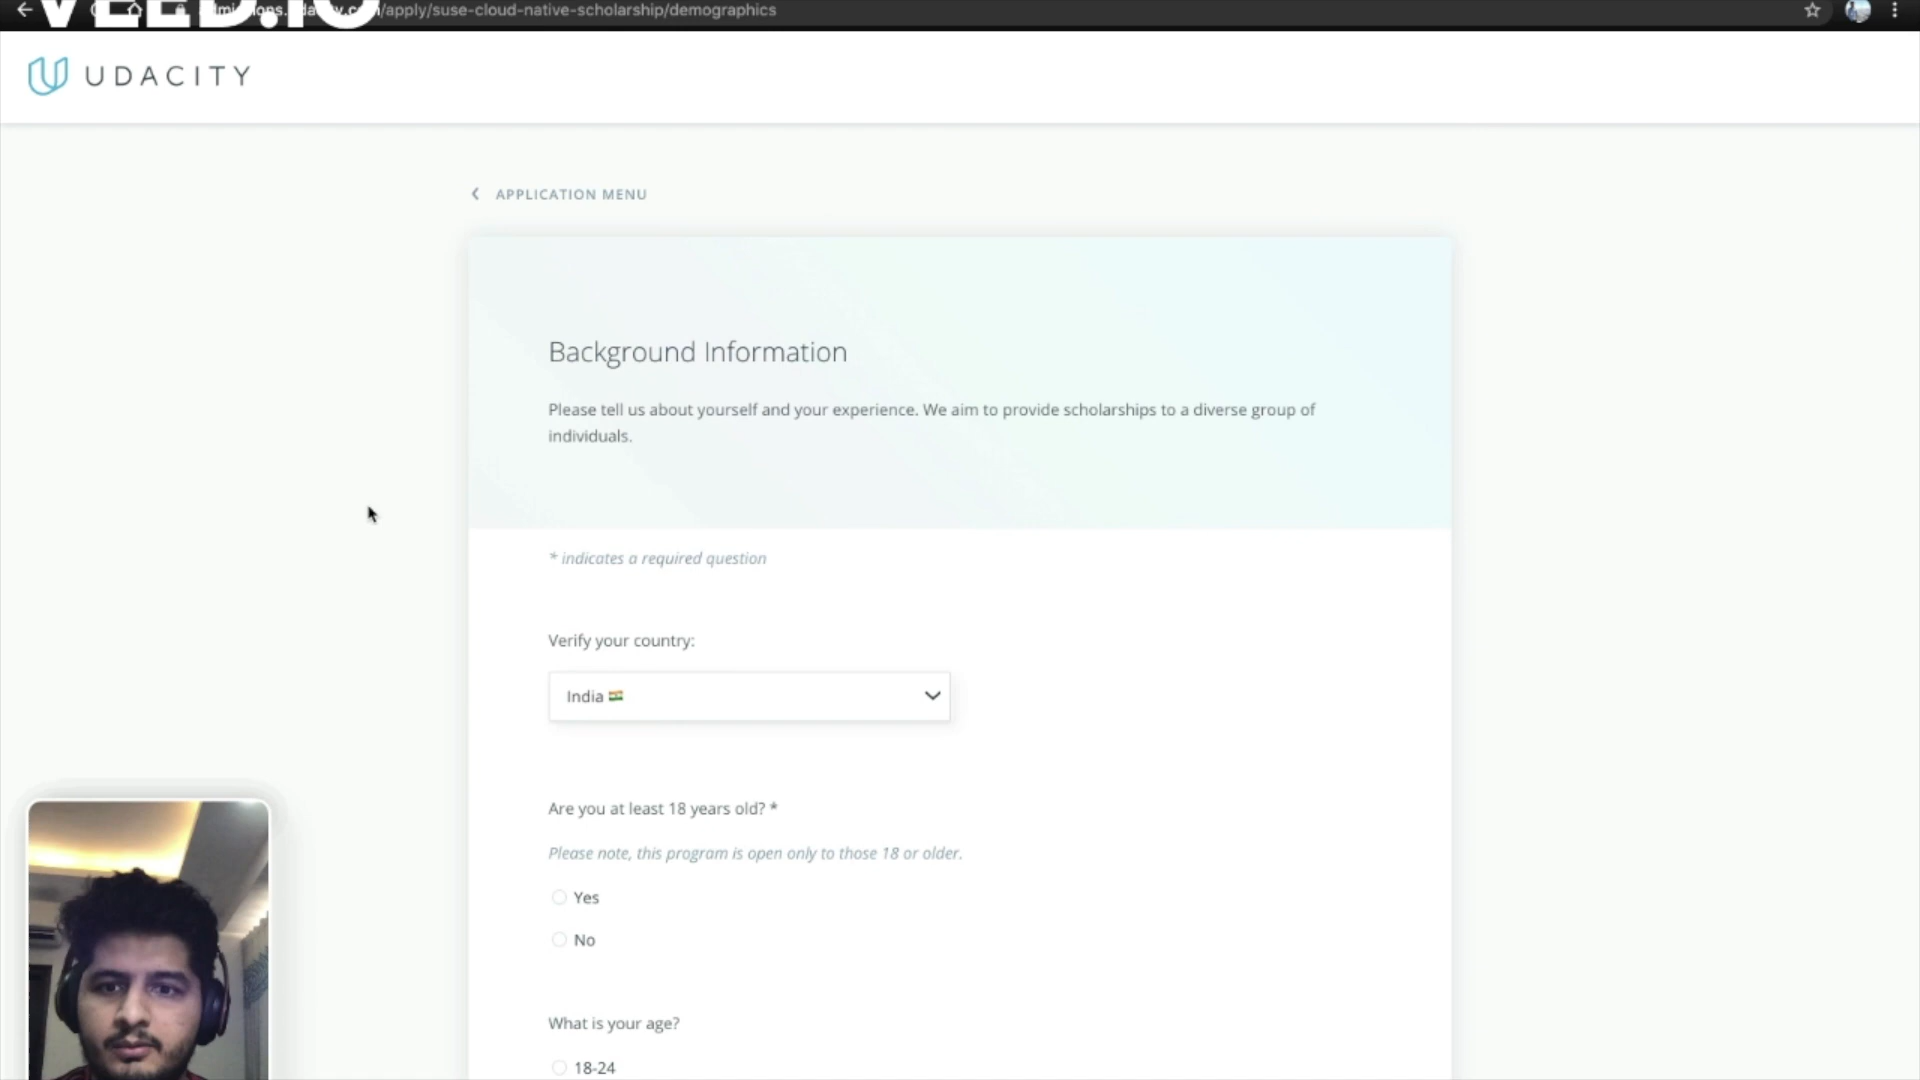 VEED.IO
/apply/suse-cloud-native-scholarship/demographics
UDACITY
APPLICATION MENU
Background Information
Please tell us about yourself and your experience. We aim to provide scholarships to a diverse group of
individuals.
* indicates a required question
Verify your country:
India 🇮🇳
Are you at least 18 years old? *
Please note, this program is open only to those 18 or older.
Yes
No
What is your age?
18-24